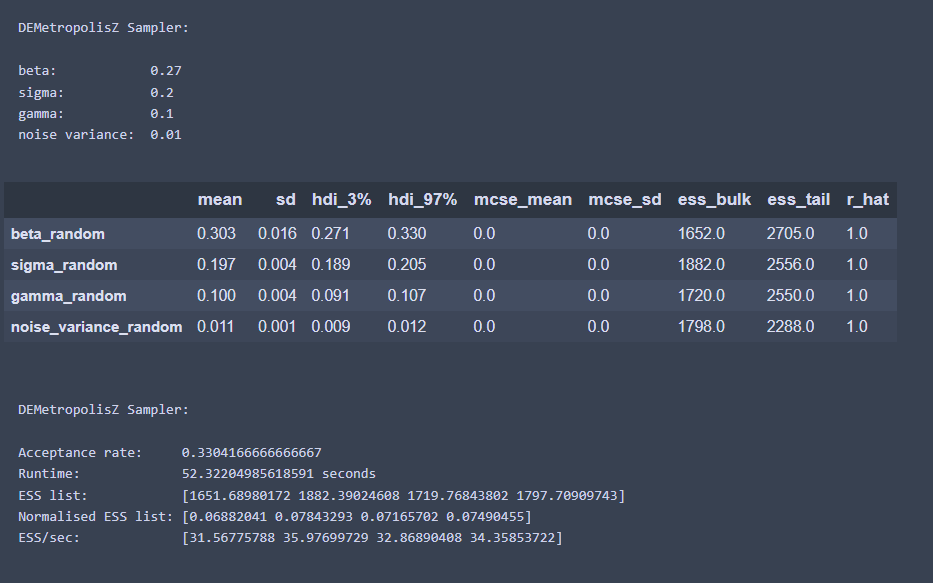 DEMetropolisZ Sampler:
beta: 0.27
sigma: 0.2
gamma: 0.1
noise variance: 0.01
mean sd hdi_3% hdi_97% mcse_mean mcse_sd ess_bulk ess_tail r_hat
beta_random 0.303 0.016 0.271 0.330 0.0 0.0 1652.0 2705.0 1.0
sigma_random 0.197 0.004 0.189 0.205 0.0 0.0 1882.0 2556.0 1.0
gamma_random 0.100 0.004 0.091 0.107 0.0 0.0 1720.0 2550.0 1.0
noise_variance_random 0.011 0.001 0.009 0.012 0.0 0.0 1798.0 2288.0 1.0
DEMetropolisZ Sampler:
Acceptance rate: 0.3304166666666667
Runtime: 52.32204985618591 seconds
ESS list: [1651.68980172 1882.39024608 1719.76843802 1797.70909743]
Normalised ESS list: [0.06882041 0.07843293 0.07165702 0.07490455]
ESS/sec: [31.56775788 35.97699729 32.86890408 34.35853722]